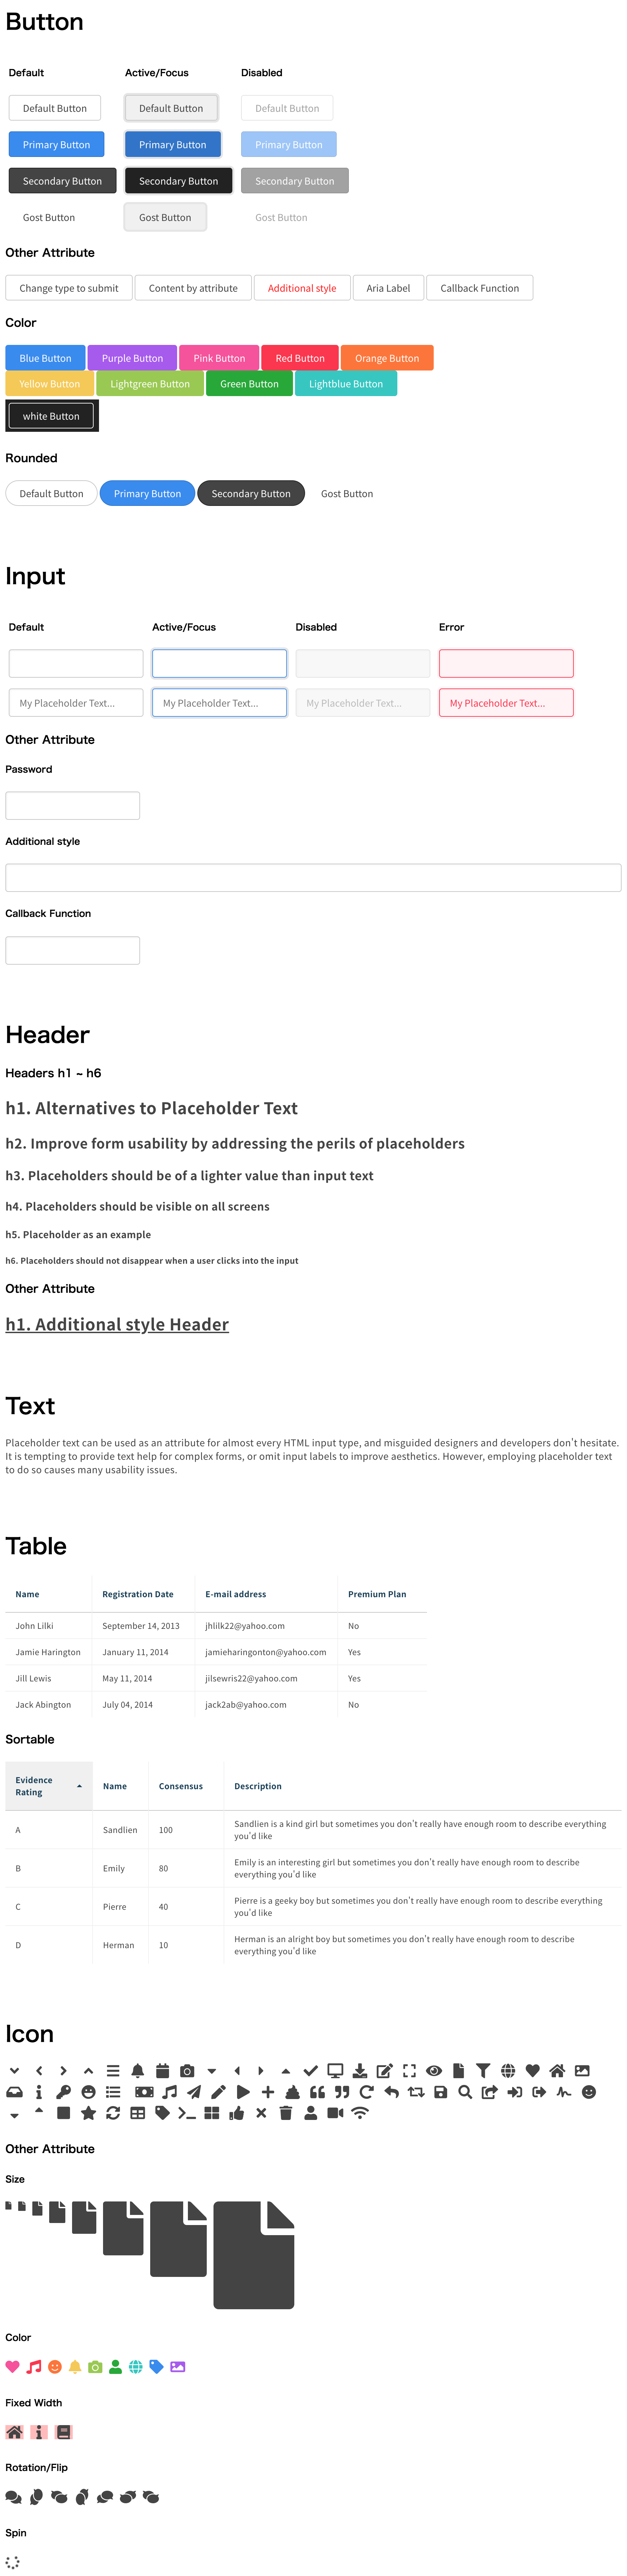 Button
Default Active/Focus Disabled
Default Button Default Button Default Button
Primary Button Primary Button Primary Button
Secondary Button Secondary Button Secondary Button
Gost Button Gost Button Gost Button
Other Attribute
Change type to submit Content by attribute Additional style Aria Label Callback Function
Color
Blue Button Purple Button Pink Button Red Button Orange Button
Yellow Button Lightgreen Button Green Button Lightblue Button
white Button
Rounded
Default Button Primary Button Secondary Button Gost Button
Input
Default Active/Focus Disabled Error
My Placeholder Text... My Placeholder Text... My Placeholder Text... My Placeholder Text...
Other Attribute
Password
Additional style
Callback Function
Header
Headers h1 ~ h6
h1. Alternatives to Placeholder Text
h2. Improve form usability by addressing the perils of placeholders
h3. Placeholders should be of a lighter value than input text
h4. Placeholders should be visible on all screens
h5. Placeholder as an example
h6. Placeholders should not disappear when a user clicks into the input
Other Attribute
h1. Additional style Header
Text
Placeholder text can be used as an attribute for almost every HTML input type, and misguided designers and developers don't hesitate.
It is tempting to provide text help for complex forms, or omit input labels to improve aesthetics. However, employing placeholder text
to do so causes many usability issues.
Table
Name Registration Date E-mail address Premium Plan
John Lilki September 14, 2013 jhlilk22@yahoo.com No
Jamie Harington January 11, 2014 jamieharingonton@yahoo.com Yes
Jill Lewis May 11, 2014 jilsewris22@yahoo.com Yes
Jack Abington July 04, 2014 jack2ab@yahoo.com No
Sortable
Evidence
Rating Name Consensus Description
A Sandlien 100 Sandlien is a kind girl but sometimes you don't really have enough room to describe everything
you'd like
B Emily 80 Emily is an interesting girl but sometimes you don't really have enough room to describe
everything you'd like
C Pierre 40 Pierre is a geeky boy but sometimes you don't really have enough room to describe everything
you'd like
D Herman 10 Herman is an alright boy but sometimes you don't really have enough room to describe
everything you'd like
Icon
Other Attribute
Size
Color
Fixed Width
Rotation/Flip
Spin